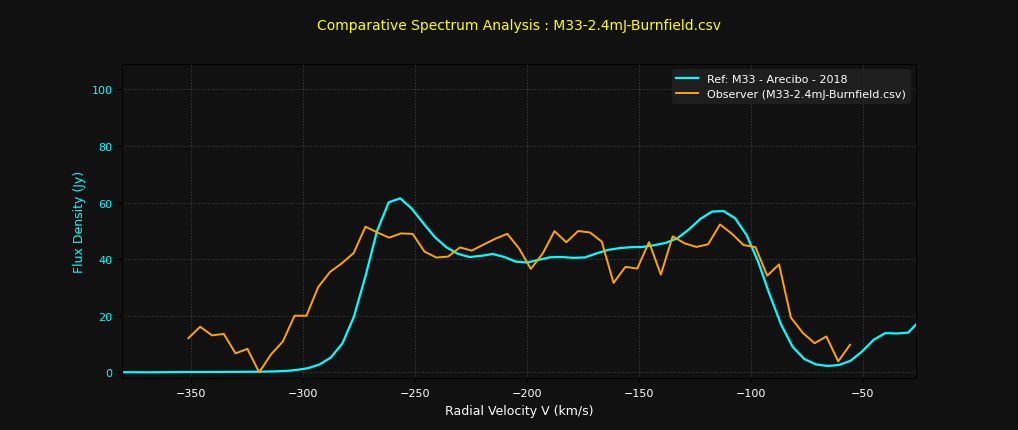 Comparative Spectrum Analysis : M33-2.4mJ-Burnfield.csv
Ref: M33 - Arecibo - 2018
Observer (M33-2.4mJ-Burnfield.csv)
Flux Density (Jy)
100
80
60
40
20
0
−350
−300
−250
−200
−150
−100
−50
Radial Velocity V (km/s)